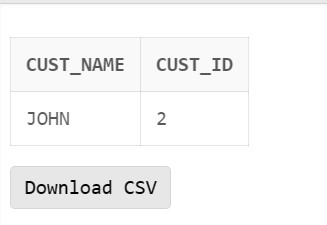 CUST_NAME CUST_ID
JOHN 2
Download CSV